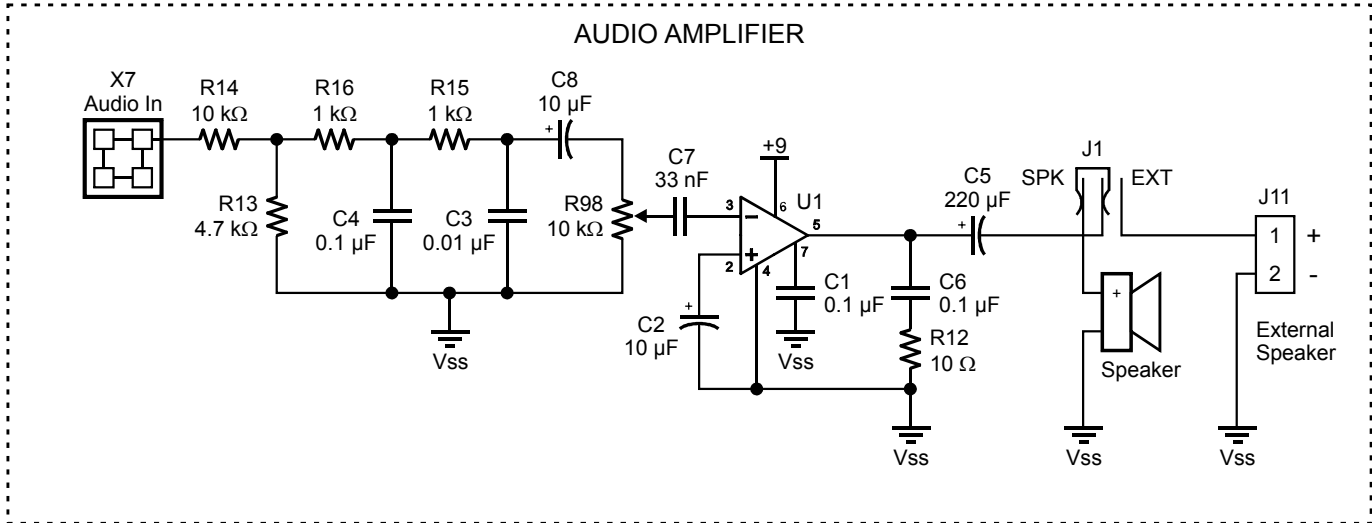 AUDIO AMPLIFIER
X7
Audio In
R14
10 kΩ
R16
1 kΩ
R15
1 kΩ
C8
10 µF
+
R13
4.7 kΩ
C4
0.1 µF
C3
0.01 µF
R98
10 kΩ
Vss
C7
33 nF
+9
U1
3
-
6
5
+
2
4
7
+
C2
10 µF
C1
0.1 µF
Vss
C6
0.1 µF
R12
10 Ω
Vss
C5
220 µF
+
J1
SPK
EXT
+
Speaker
Vss
J11
1
+
2
-
External
Speaker
Vss